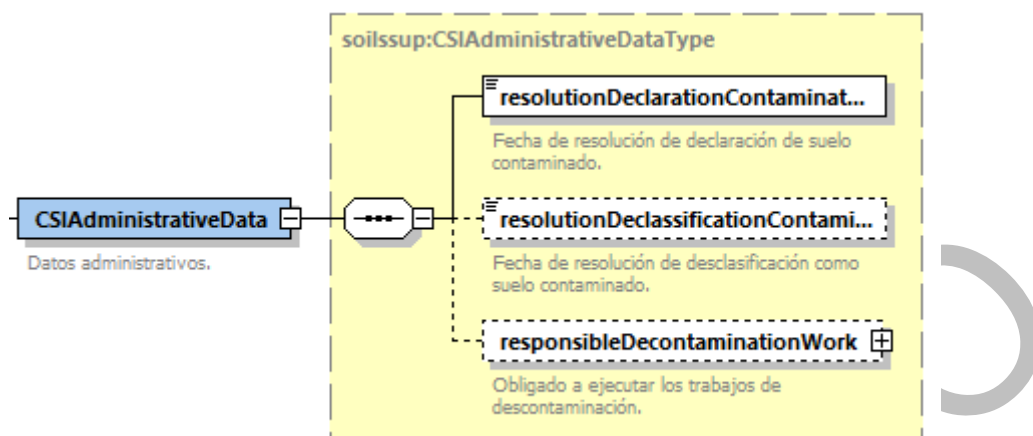 soilssup:CSIAdministrativeDataType
resolutionDeclarationContaminat...
Fecha de resolución de declaración de suelo
contaminado.
CSIAdministrativeData
Datos administrativos.
resolutionDeclassificationContami...
Fecha de resolución de desclasificación como
suelo contaminado.
responsibleDecontaminationWork
Obligado a ejecutar los trabajos de
descontaminación.